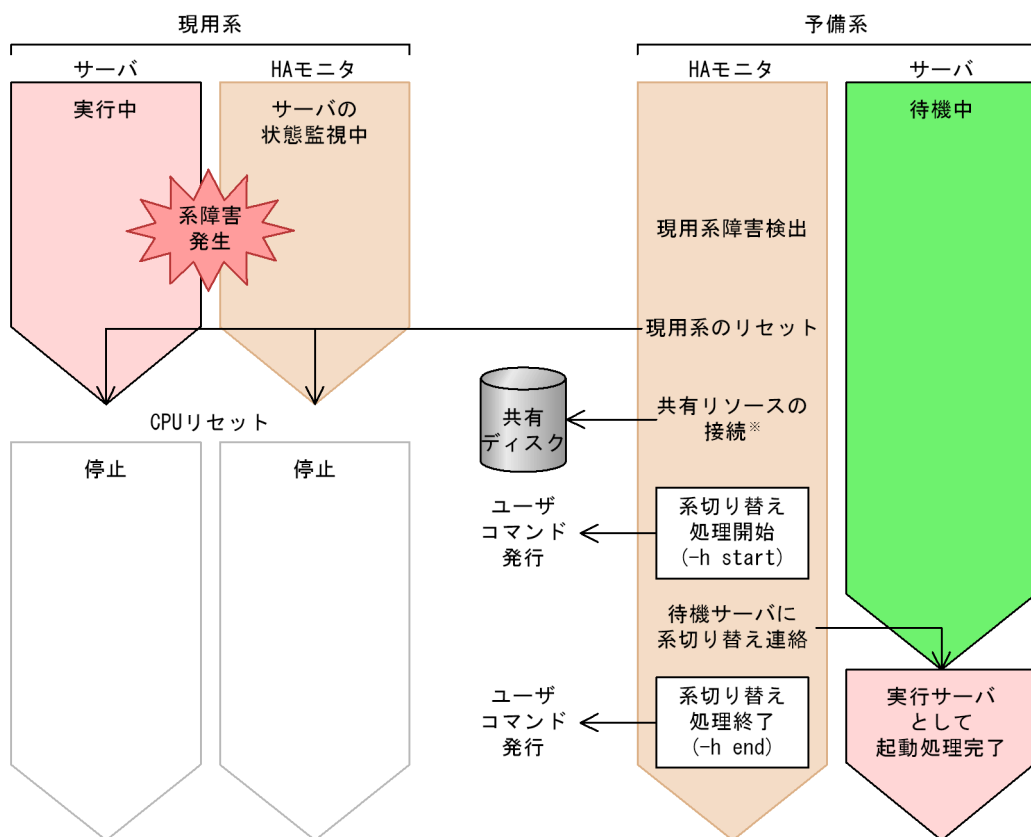 現用系
予備系
サーバ
HAモニタ
HAモニタ
サーバ
実行中
サーバの
状態監視中
待機中
系障害
発生
現用系障害検出
現用系のリセット
共有リソースの
接続※
共有
ディスク
CPUリセット
停止
停止
ユーザ
コマンド
発行
系切り替え
処理開始
(-h start)
待機サーバに
系切り替え連絡
ユーザ
コマンド
発行
系切り替え
処理終了
(-h end)
実行サーバ
として
起動処理完了